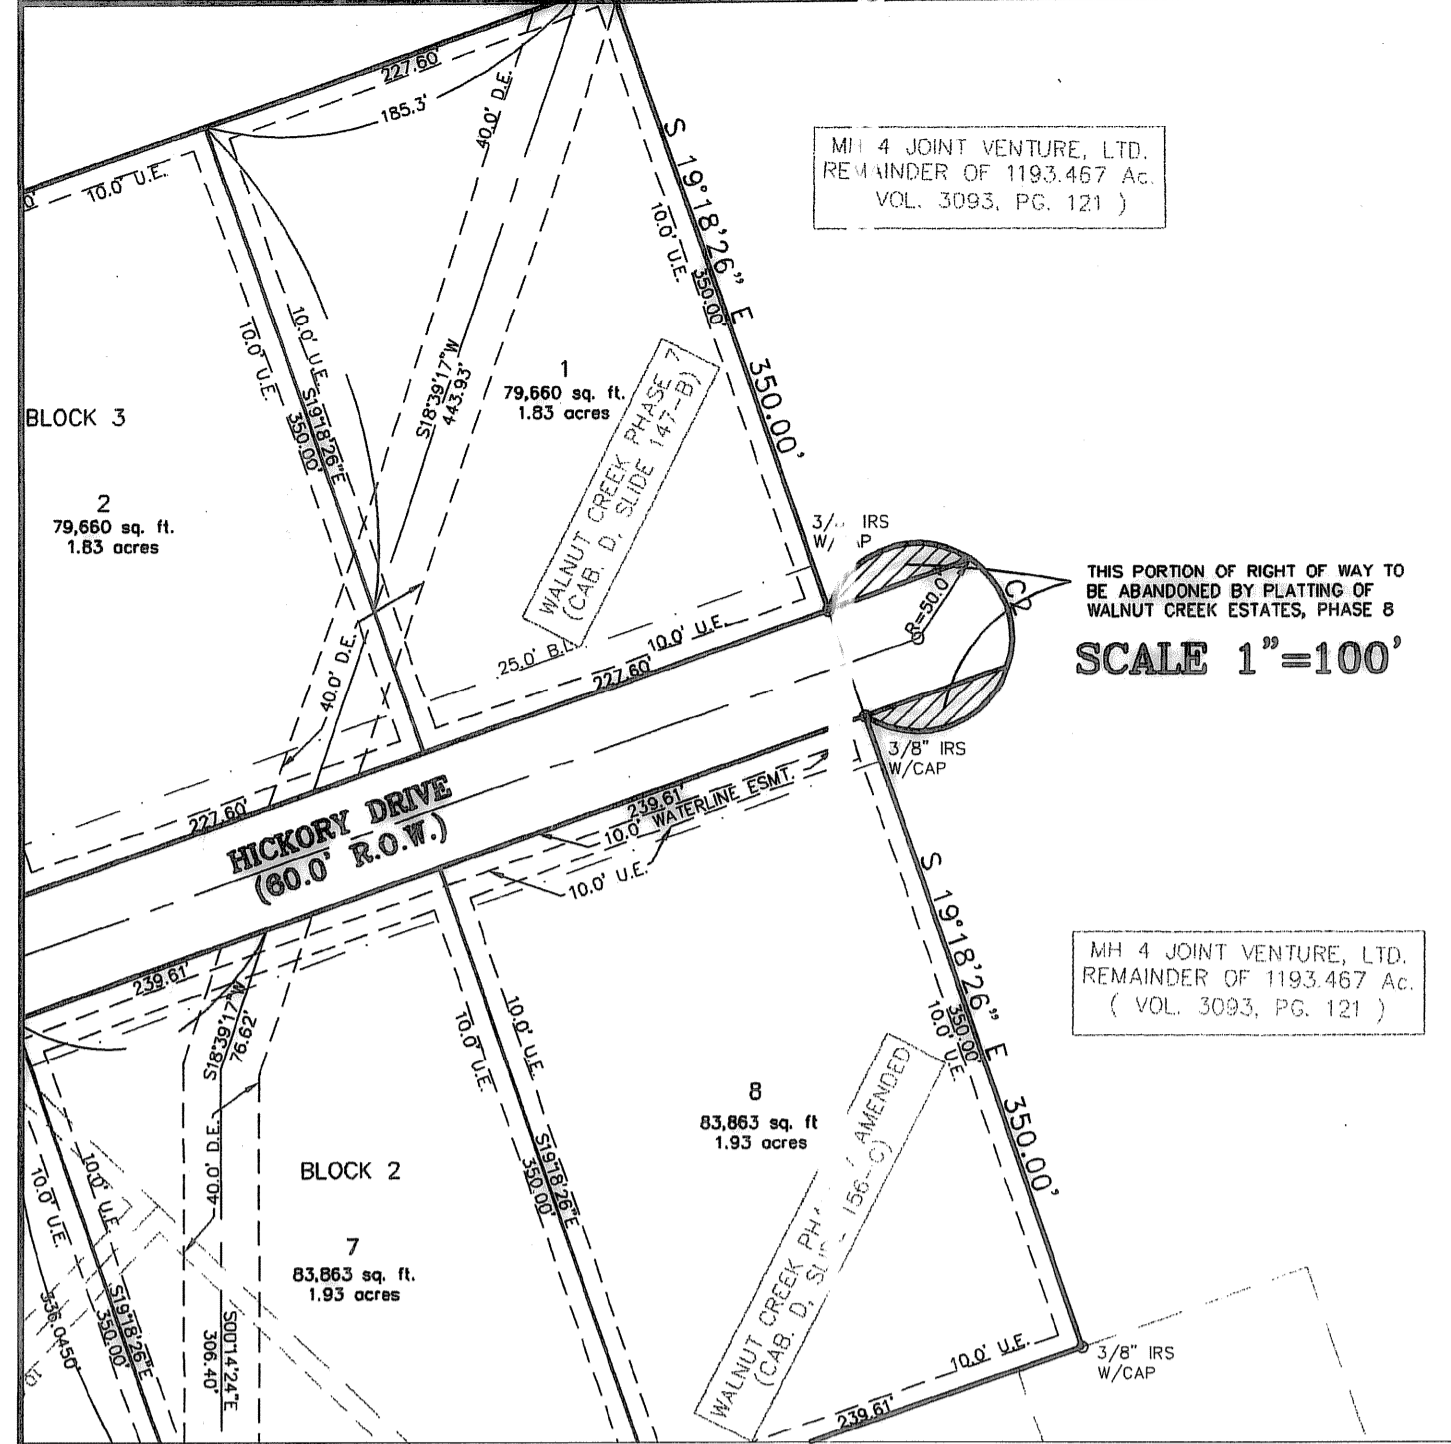 227.60'
185.3'
40.0' D.E.
10.0' U.E.
S 19°18'26" E 350.00'
10.0' U.E.
350.00'
4 JOINT VENTURE, LTD.
OF 1193.467 Ac.
VOL. 3093, PG. 121 )
10.0' U.E.
10.0' U.E.
S19°18'26"E
350.00'
S18°39'17"W
443.93'
1
79,660 sq. ft.
1.83 acres
WALNUT CREEK PHASE 7
(CAB. D, SLIDE 147-B)
BLOCK 3
2
79,660 sq. ft.
1.83 acres
IRS
W/
R=50.0'
C2
THIS PORTION OF RIGHT OF WAY TO
BE ABANDONED BY PLATTING OF
WALNUT CREEK ESTATES, PHASE 8
SCALE 1"=100'
40.0' D.E.
25.0' B.L.
10.0' U.E.
227.60'
3/8" IRS
W/CAP
227.60'
HICKORY DRIVE
(60.0' R.O.W.)
239.61'
10.0' WATERLINE ESMT.
10.0' U.E.
S 19°18'26" E 350.00'
350.00'
10.0' U.E.
MH 4 JOINT VENTURE, LTD.
REMAINDER OF 1193.467 Ac.
( VOL. 3093, PG. 121 )
239.61'
S18°39'17"W
76.62'
10.0' U.E.
10.0' U.E.
S19°18'26"E
350.00'
8
83,863 sq. ft
1.93 acres
WALNUT CREEK AMENDED
(CAB. D, 156-C)
40.0' D.E.
BLOCK 2
7
83,863 sq. ft.
1.93 acres
10.0' U.E.
10.0' U.E.
S19°18'26"E
350.00'
336.0450'
S00°14'24"E
306.40'
10.0' U.E.
239.61'
3/8" IRS
W/CAP